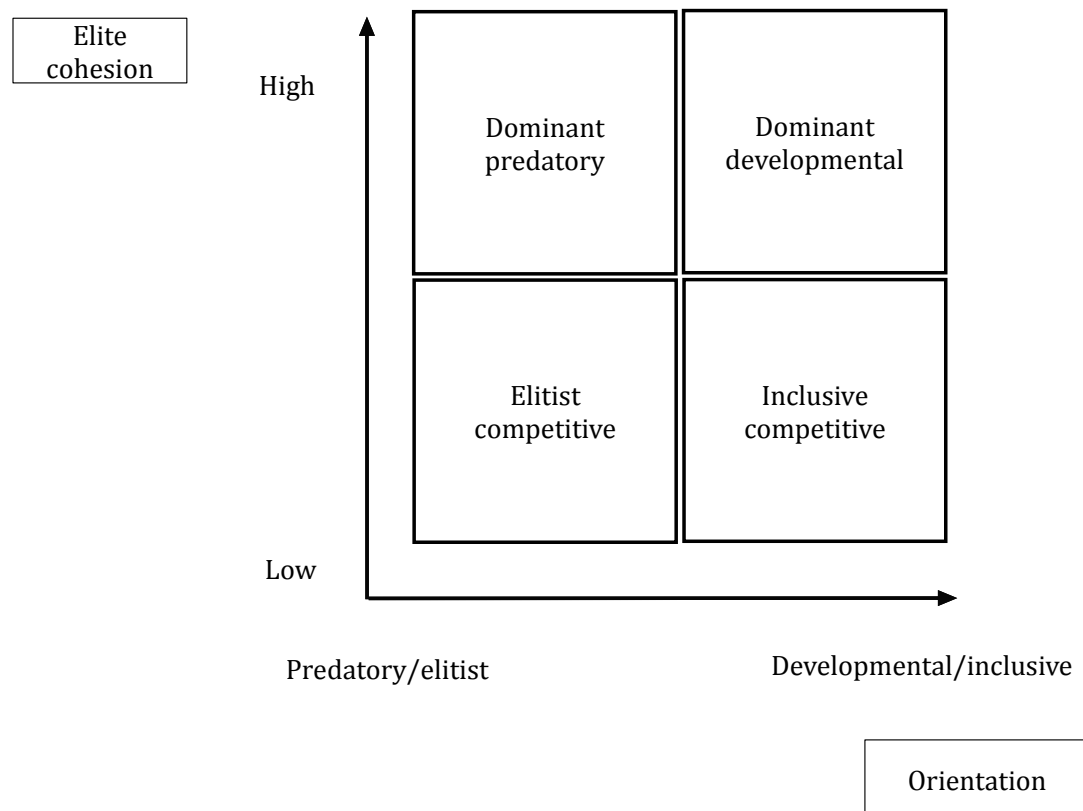 Elite
cohesion
High
Dominant
predatory
Dominant
developmental
Elitist
competitive
Inclusive
competitive
Low
Predatory/elitist
Developmental/inclusive
Orientation